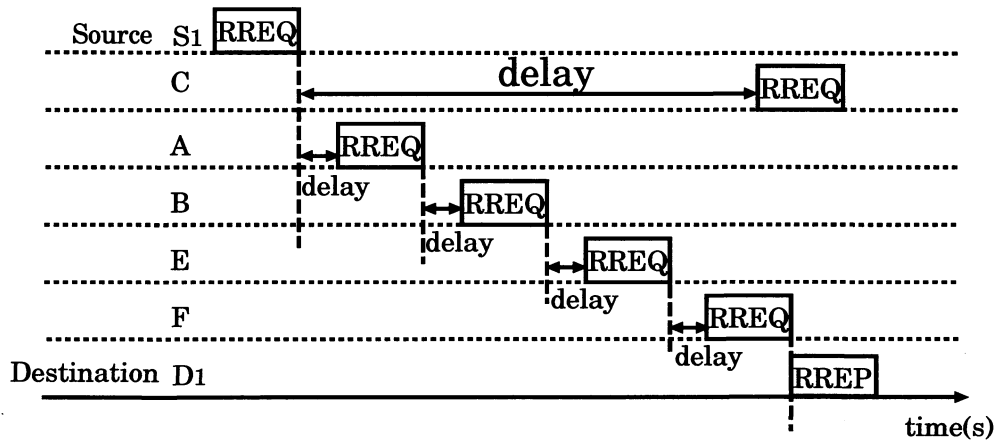 Source S1 RREQ
C delay RREQ
A RREQ
delay
B RREQ
delay
E RREQ
delay
F RREQ
delay
Destination D1 RREP
time(s)